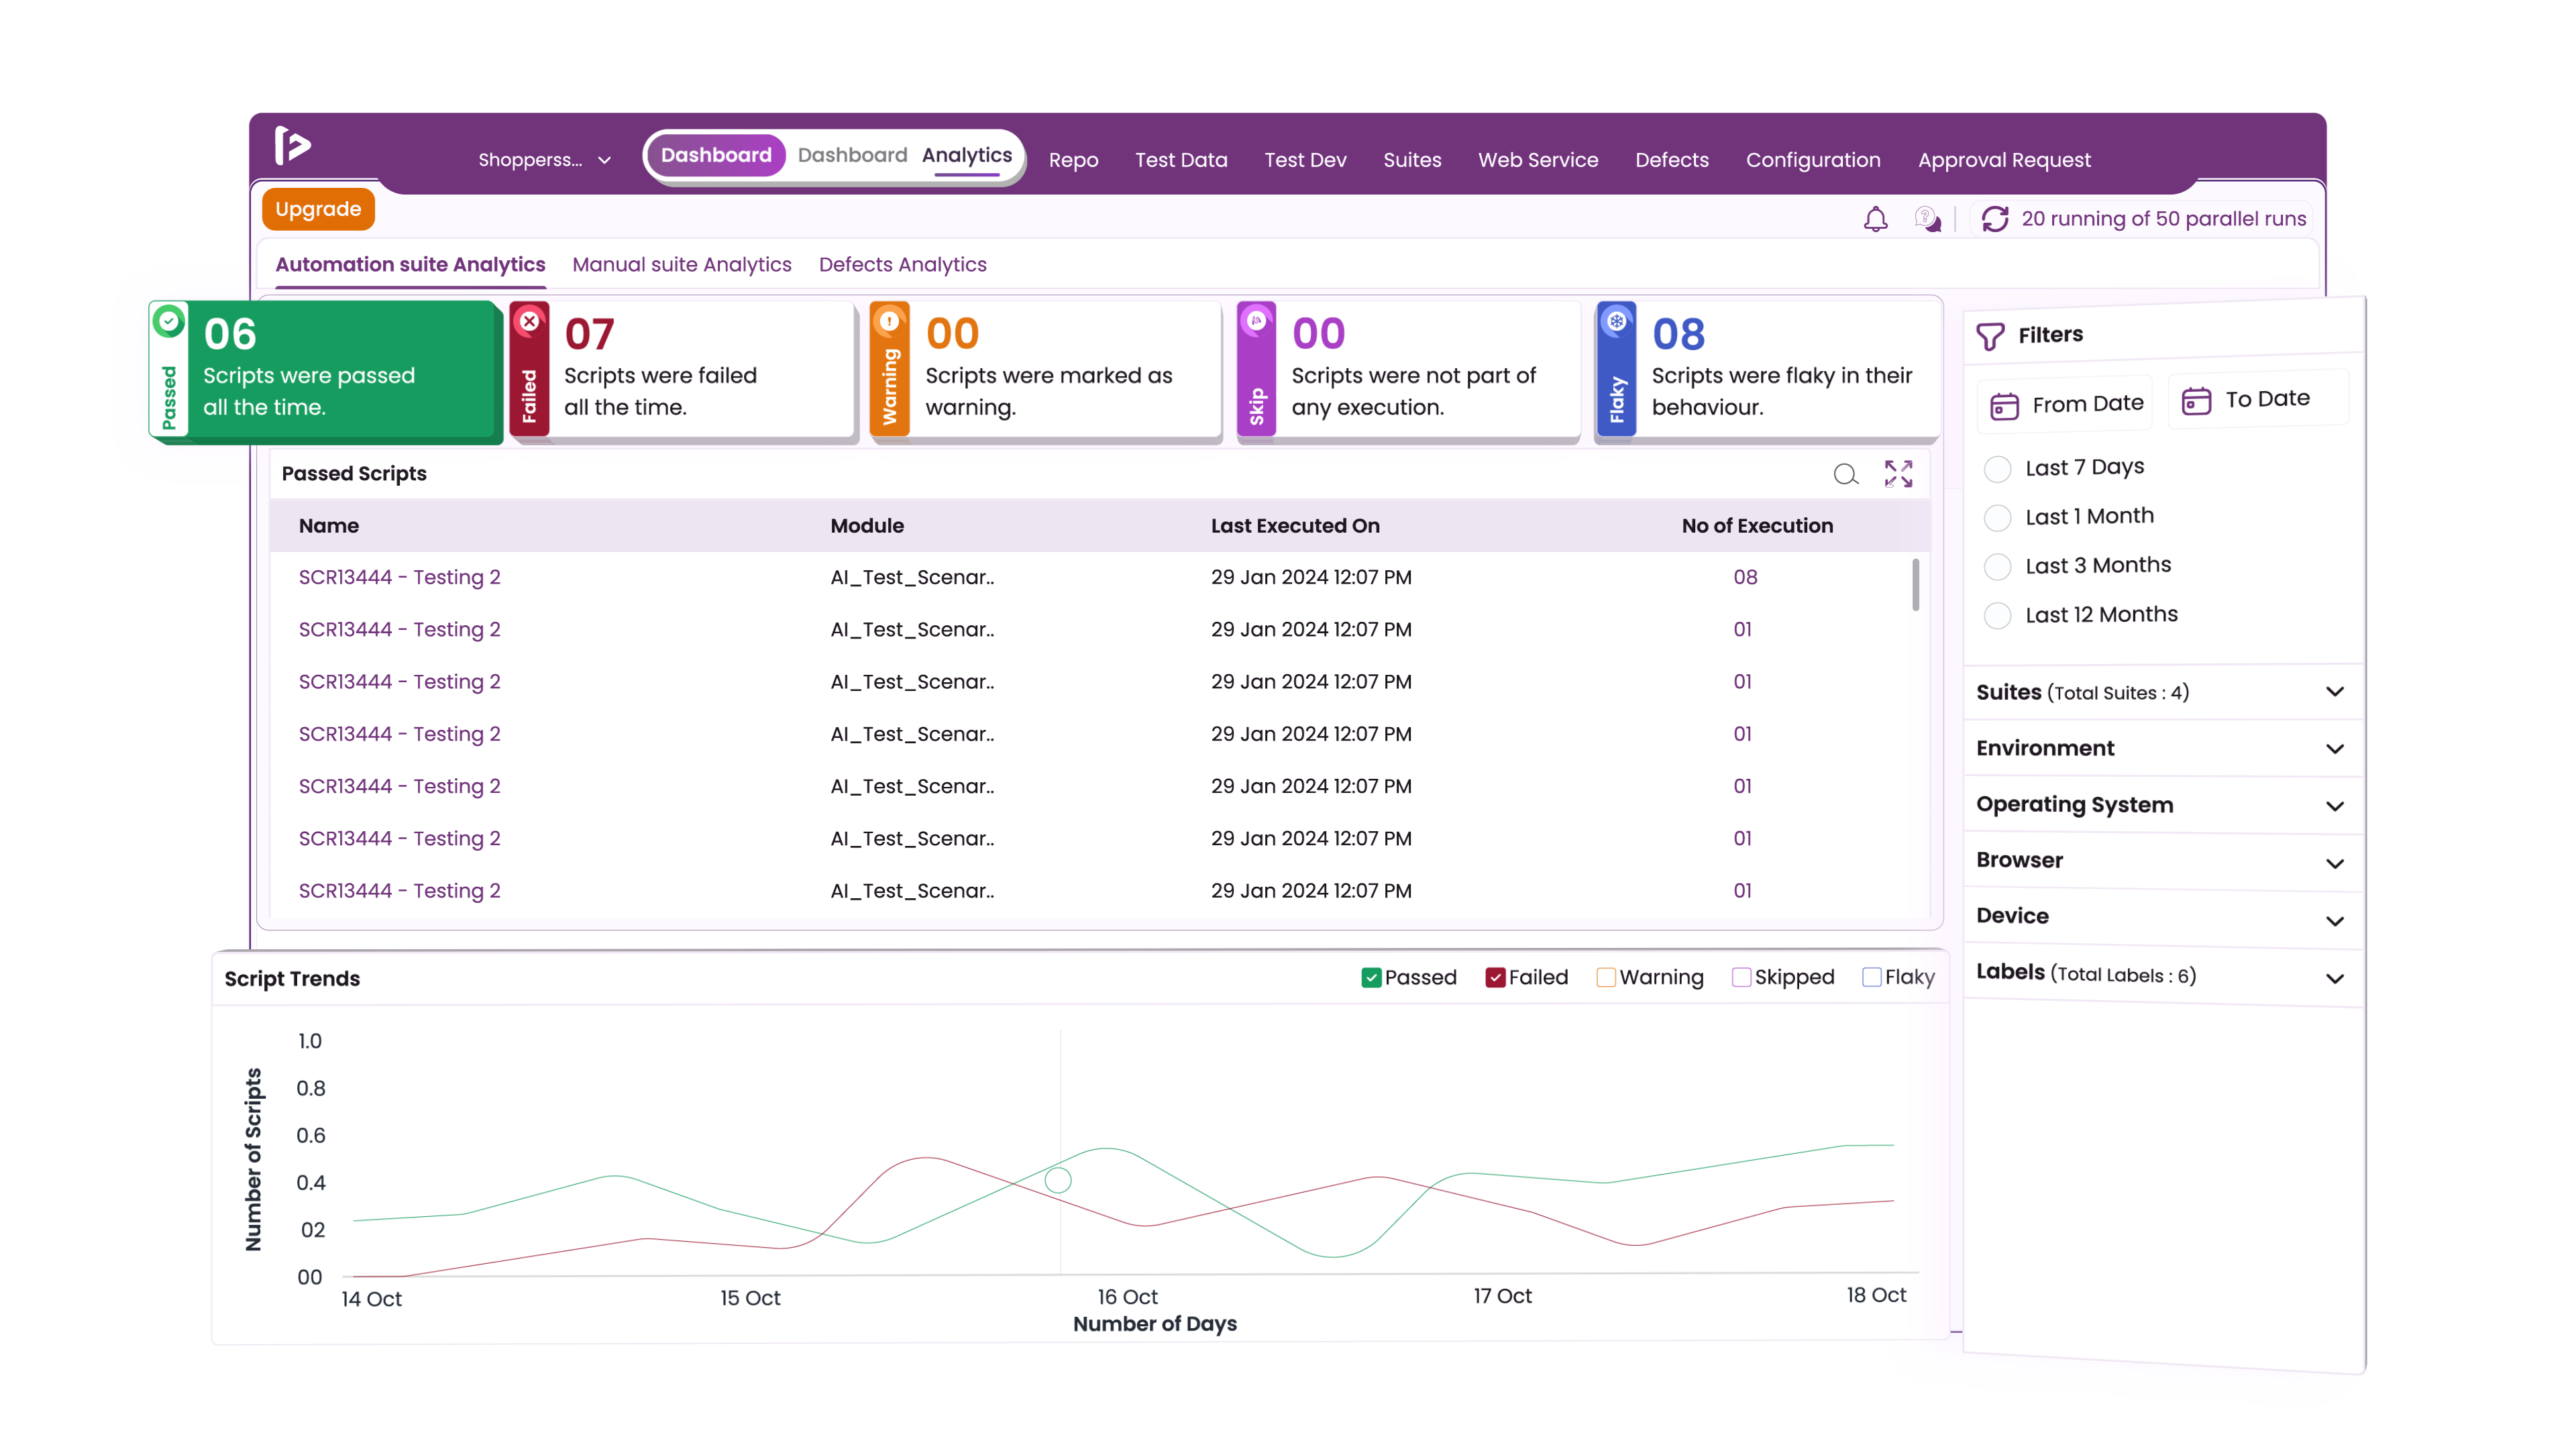 Shopperss... Dashboard Dashboard Analytics Repo Test Data Test Dev Suites Web Service Defects Configuration Approval Request
Upgrade
20 running of 50 parallel runs
Automation suite Analytics Manual suite Analytics Defects Analytics
Passed
06
Scripts were passed
all the time.
Failed
07
Scripts were failed
all the time.
Warning
00
Scripts were marked as
warning.
Skip
00
Scripts were not part of
any execution.
Flaky
08
Scripts were flaky in their
behaviour.
Passed Scripts
Name Module Last Executed On No of Execution
SCR13444 - Testing 2 AI_Test_Scenar.. 29 Jan 2024 12:07 PM 08
SCR13444 - Testing 2 AI_Test_Scenar.. 29 Jan 2024 12:07 PM 01
SCR13444 - Testing 2 AI_Test_Scenar.. 29 Jan 2024 12:07 PM 01
SCR13444 - Testing 2 AI_Test_Scenar.. 29 Jan 2024 12:07 PM 01
SCR13444 - Testing 2 AI_Test_Scenar.. 29 Jan 2024 12:07 PM 01
SCR13444 - Testing 2 AI_Test_Scenar.. 29 Jan 2024 12:07 PM 01
SCR13444 - Testing 2 AI_Test_Scenar.. 29 Jan 2024 12:07 PM 01
Filters
From Date To Date
Last 7 Days
Last 1 Month
Last 3 Months
Last 12 Months
Suites (Total Suites : 4)
Environment
Operating System
Browser
Device
Labels (Total Labels : 6)
Script Trends Passed Failed Warning Skipped Flaky
Number of Scripts
1.0
0.8
0.6
0.4
02
00
14 Oct 15 Oct 16 Oct 17 Oct 18 Oct
Number of Days